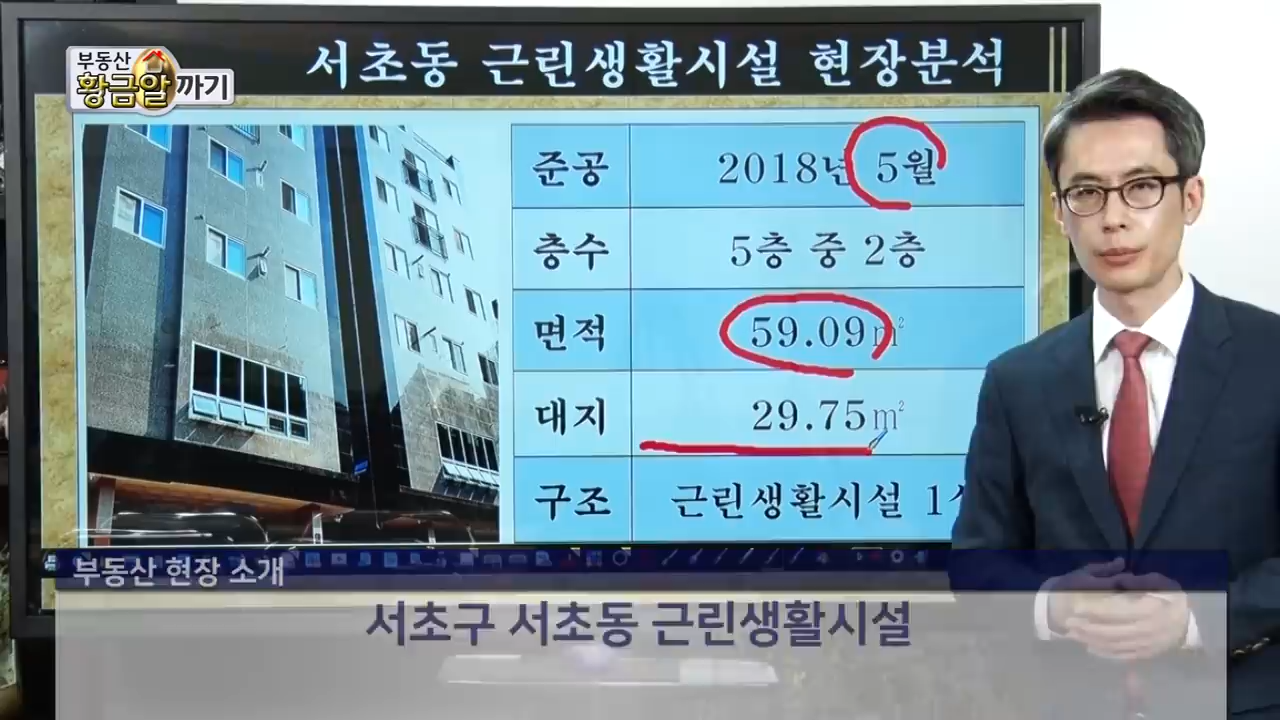 부동산
황금알까기
서초동 근린생활시설 현장분석
준공 2018년 5월
층수 5층 중 2층
면적 59.09㎡
대지 29.75㎡
구조 근린생활시설 1
부동산 현장 소개
서초구 서초동 근린생활시설